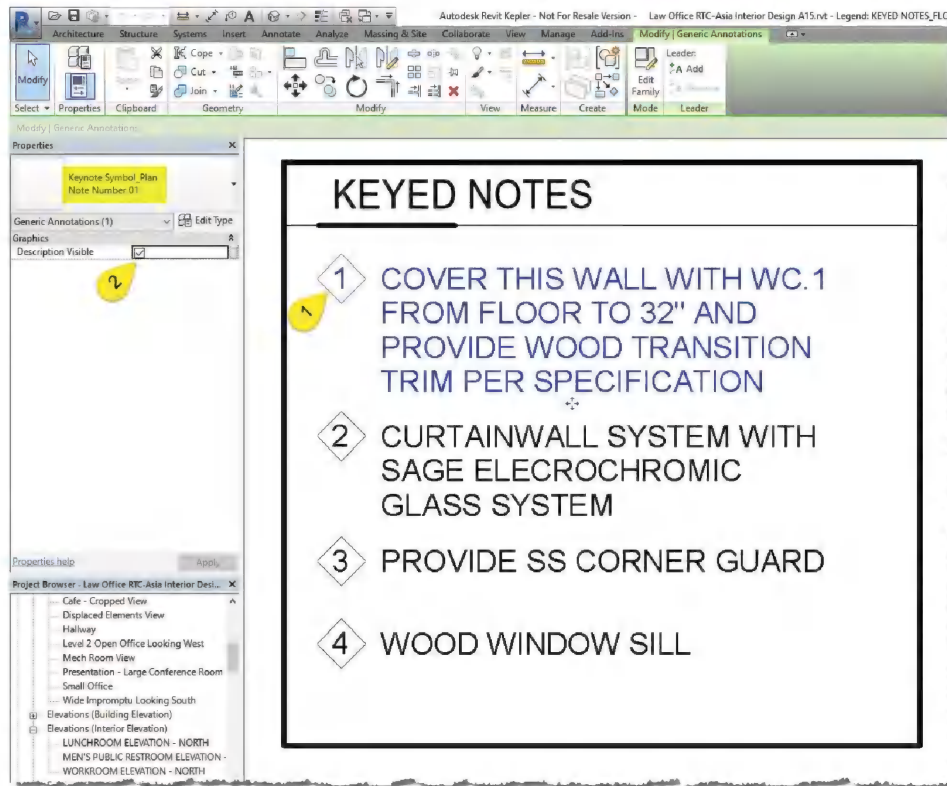 Autodesk Revit Kepler - Not For Resale Version - Law Office RTC-Asia Interior Design A15.rvt - Legend: KEYED NOTES_FLO
Architecture Structure Systems Insert Annotate Analyze Massing & Site Collaborate View Manage Add-Ins Modify | Generic Annotations
Modify
Cope
Cut
Join
Edit Family
Leader:
A Add
Select Properties Clipboard Geometry Modify View Measure Create Mode Leader
Modify | Generic Annotations
Properties X
Keynote Symbol_Plan
Note Number 01
Generic Annotations (1) Edit Type
Graphics
Description Visible
2
Properties help Apply
Project Browser - Law Office RTC-Asia Interior Desi... X
Cafe - Cropped View
Displaced Elements View
Hallway
Level 2 Open Office Looking West
Mech Room View
Presentation - Large Conference Room
Small Office
Wide Impromptu Looking South
Elevations (Building Elevation)
Elevations (Interior Elevation)
LUNCHROOM ELEVATION - NORTH
MEN'S PUBLIC RESTROOM ELEVATION -
WORKROOM ELEVATION - NORTH
KEYED NOTES
1 COVER THIS WALL WITH WC.1
1 FROM FLOOR TO 32" AND
PROVIDE WOOD TRANSITION
TRIM PER SPECIFICATION
2 CURTAINWALL SYSTEM WITH
SAGE ELECROCHROMIC
GLASS SYSTEM
3 PROVIDE SS CORNER GUARD
4 WOOD WINDOW SILL